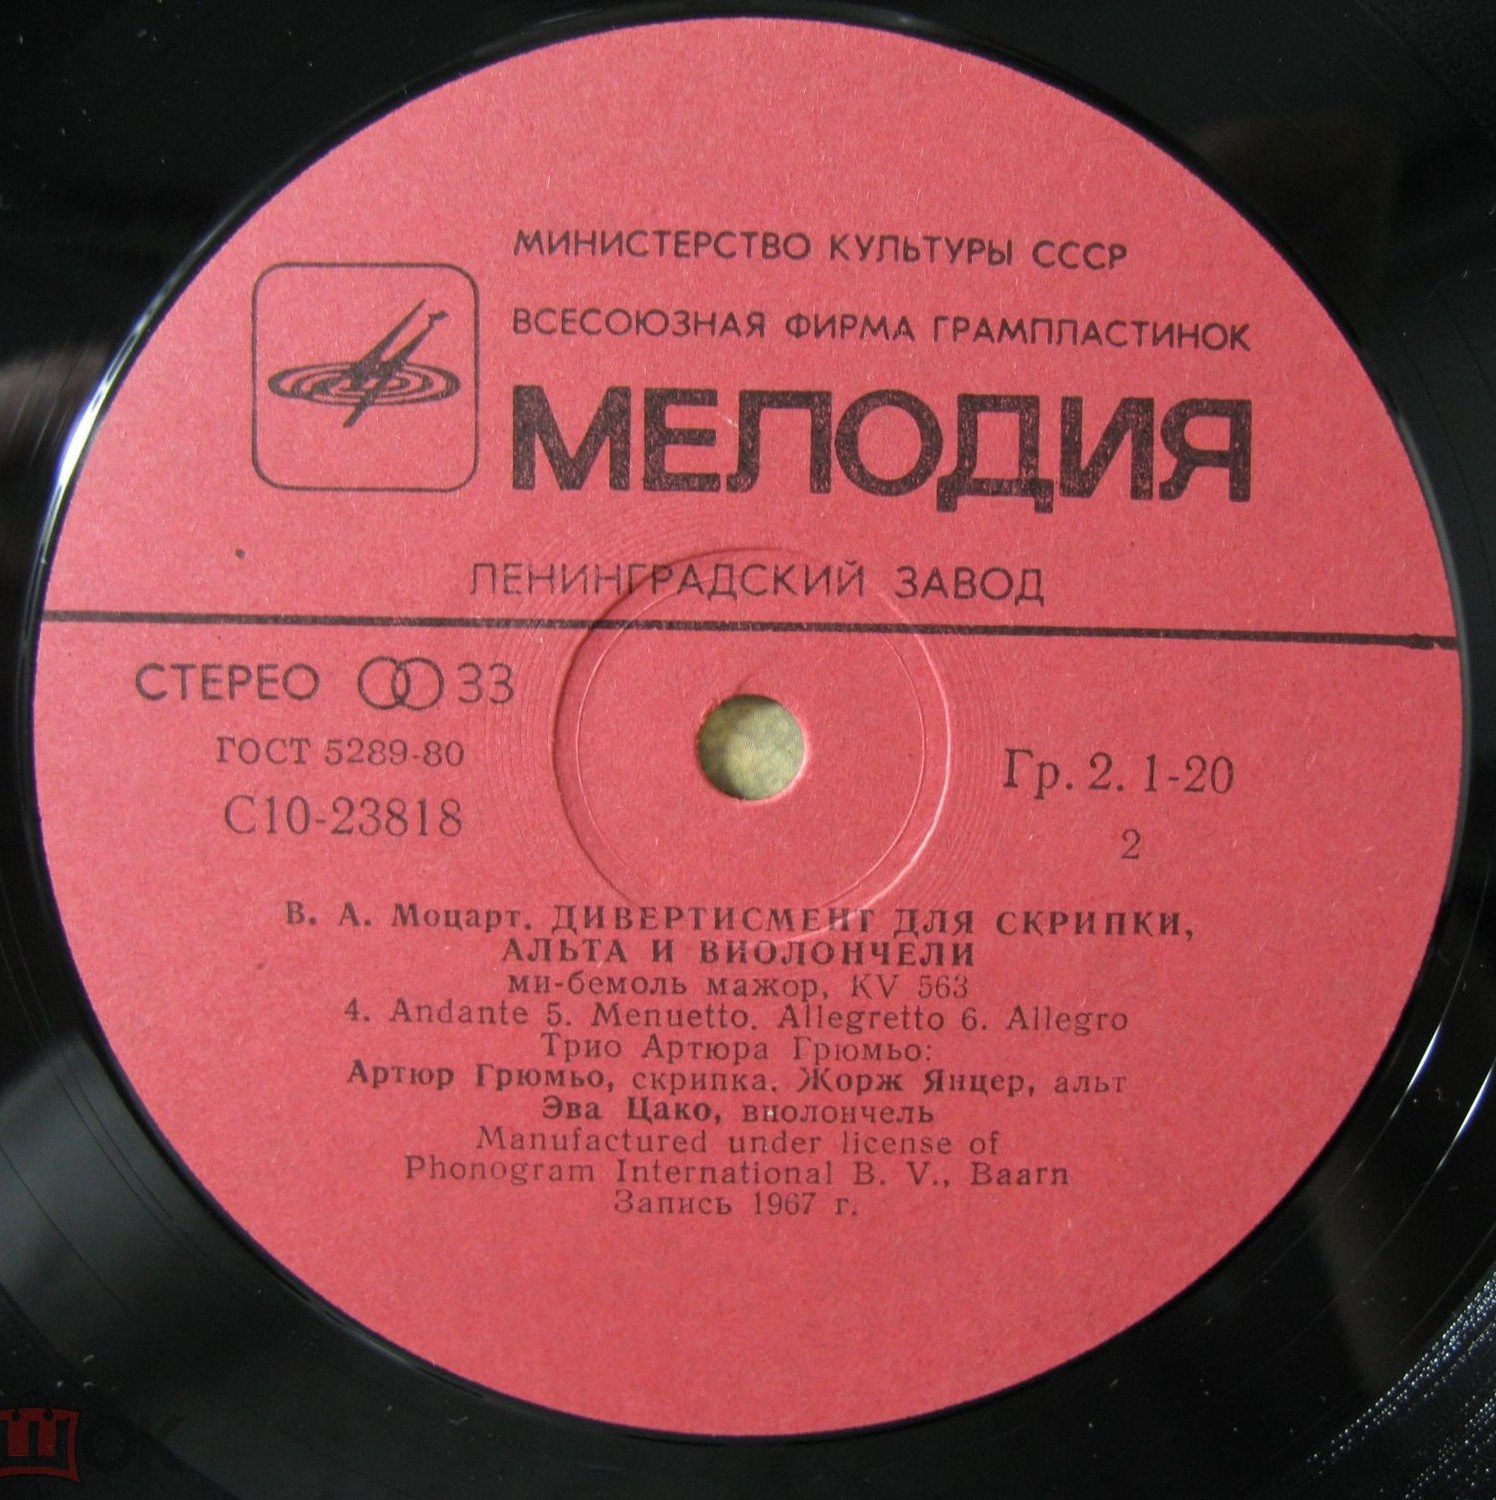 МИНИСТЕРСТВО КУЛЬТУРЫ СССР
ВСЕСОЮЗНАЯ ФИРМА ГРАМПЛАСТИНОК
МЕЛОДИЯ
ЛЕНИНГРАДСКИЙ ЗАВОД
СТЕРЕО 33
ГОСТ 5289-80
С10-23818
Гр. 2. 1-20
2
В. А. Моцарт. ДИВЕРТИСМЕНТ ДЛЯ СКРИПКИ,
АЛЬТА И ВИОЛОНЧЕЛИ
ми-бемоль мажор, KV 563
4. Andante 5. Menuetto. Allegretto 6. Allegro
Трио Артюра Грюмьо:
Артюр Грюмьо, скрипка. Жорж Янцер, альт
Эва Цако, виолончель
Manufactured under license of
Phonogram International B. V., Baarn
Запись 1967 г.